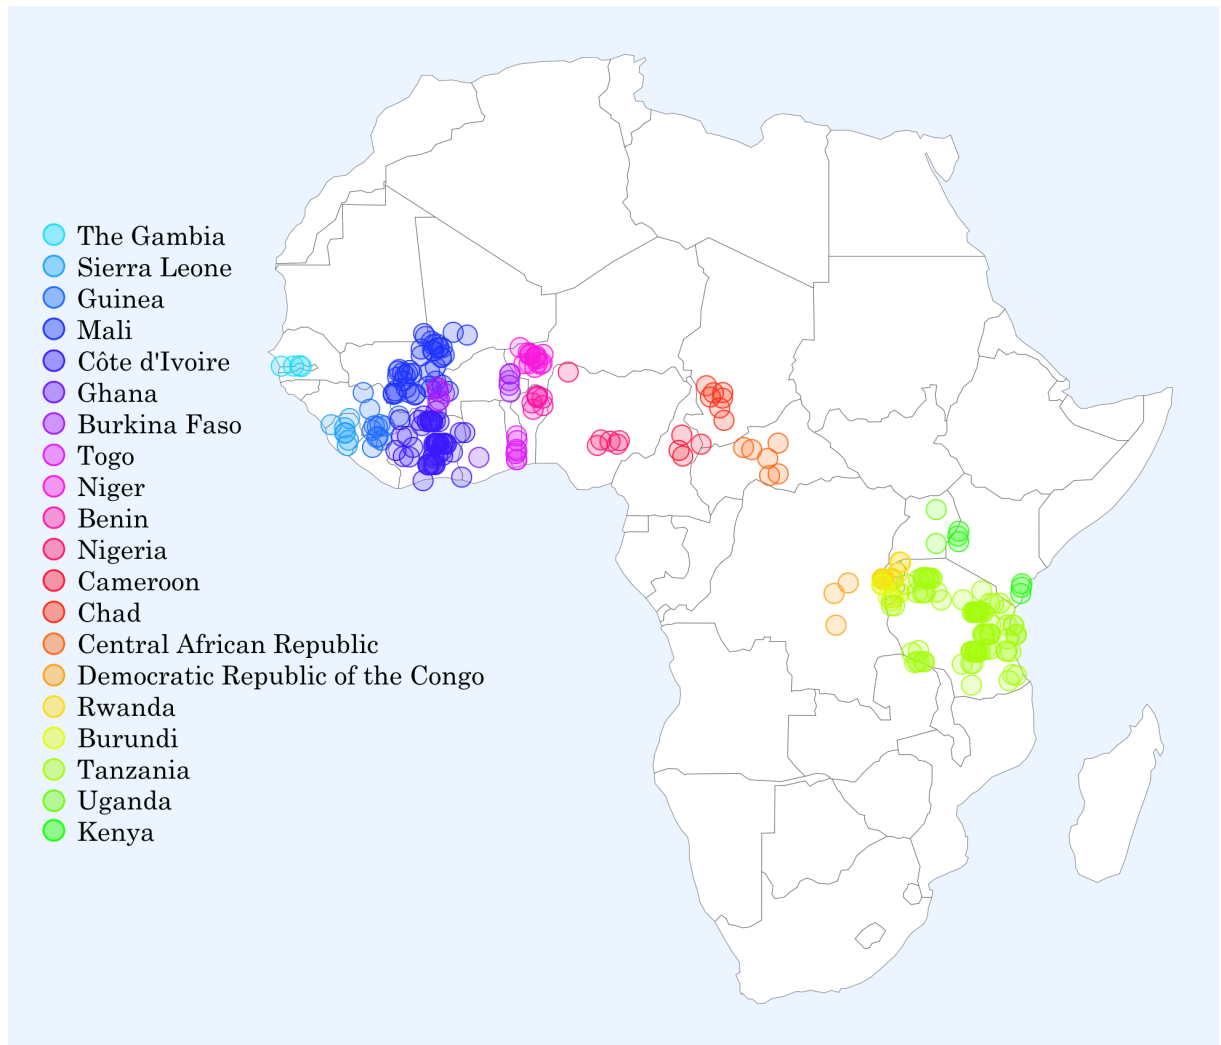 The Gambia
Sierra Leone
Guinea
Mali
Côte d'Ivoire
Ghana
Burkina Faso
Togo
Niger
Benin
Nigeria
Cameroon
Chad
Central African Republic
Democratic Republic of the Congo
Rwanda
Burundi
Tanzania
Uganda
Kenya